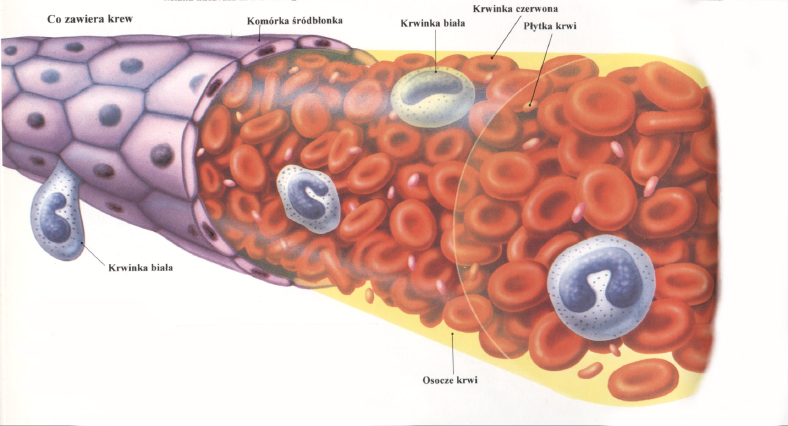 Co zawiera krew
Komórka śródbłonka
Krwinka biała
Krwinka czerwona
Płytka krwi
Krwinka biała
Osocze krwi